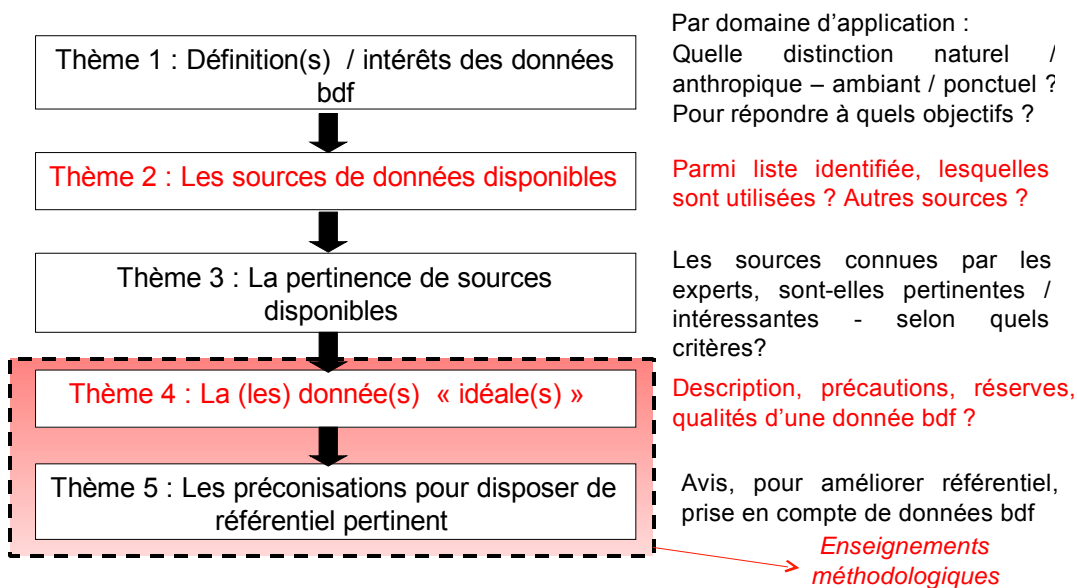 Par domaine d’application :
Thème 1 : Définition(s) / intérêts des données
bdf
Quelle distinction naturel /
anthropique – ambiant / ponctuel ?
Pour répondre à quels objectifs ?
Thème 2 : Les sources de données disponibles
Parmi liste identifiée, lesquelles
sont utilisées ? Autres sources ?
Thème 3 : La pertinence de sources
disponibles
Les sources connues par les
experts, sont-elles pertinentes /
intéressantes - selon quels
critères?
Thème 4 : La (les) donnée(s) « idéale(s) »
Description, précautions, réserves,
qualités d’une donnée bdf ?
Thème 5 : Les préconisations pour disposer de
référentiel pertinent
Avis, pour améliorer référentiel,
prise en compte de données bdf
Enseignements
méthodologiques